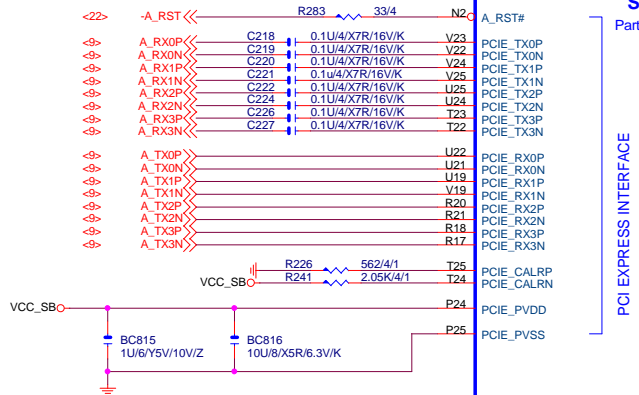 S
Part
<22> -A_RST R283 33/4 N2 A_RST#
<9> A_RX0P C218 0.1U/4/X7R/16V/K V23 PCIE_TX0P
<9> A_RX0N C219 0.1U/4/X7R/16V/K V22 PCIE_TX0N
<9> A_RX1P C220 0.1U/4/X7R/16V/K V24 PCIE_TX1P
<9> A_RX1N C221 0.1u/4/X7R/16V/K V25 PCIE_TX1N
<9> A_RX2P C222 0.1U/4/X7R/16V/K U25 PCIE_TX2P
<9> A_RX2N C224 0.1U/4/X7R/16V/K U24 PCIE_TX2N
<9> A_RX3P C226 0.1U/4/X7R/16V/K T23 PCIE_TX3P
<9> A_RX3N C227 0.1U/4/X7R/16V/K T22 PCIE_TX3N
<9> A_TX0P U22 PCIE_RX0P
<9> A_TX0N U21 PCIE_RX0N
<9> A_TX1P U19 PCIE_RX1P
<9> A_TX1N V19 PCIE_RX1N
<9> A_TX2P R20 PCIE_RX2P
<9> A_TX2N R21 PCIE_RX2N
<9> A_TX3P R18 PCIE_RX3P
<9> A_TX3N R17 PCIE_RX3N
R226 562/4/1 T25 PCIE_CALRP
VCC_SB R241 2.05K/4/1 T24 PCIE_CALRN
VCC_SB P24 PCIE_PVDD
P25 PCIE_PVSS
BC815 BC816
1U/6/Y5V/10V/Z 10U/8/X5R/6.3V/K
PCI EXPRESS INTERFACE